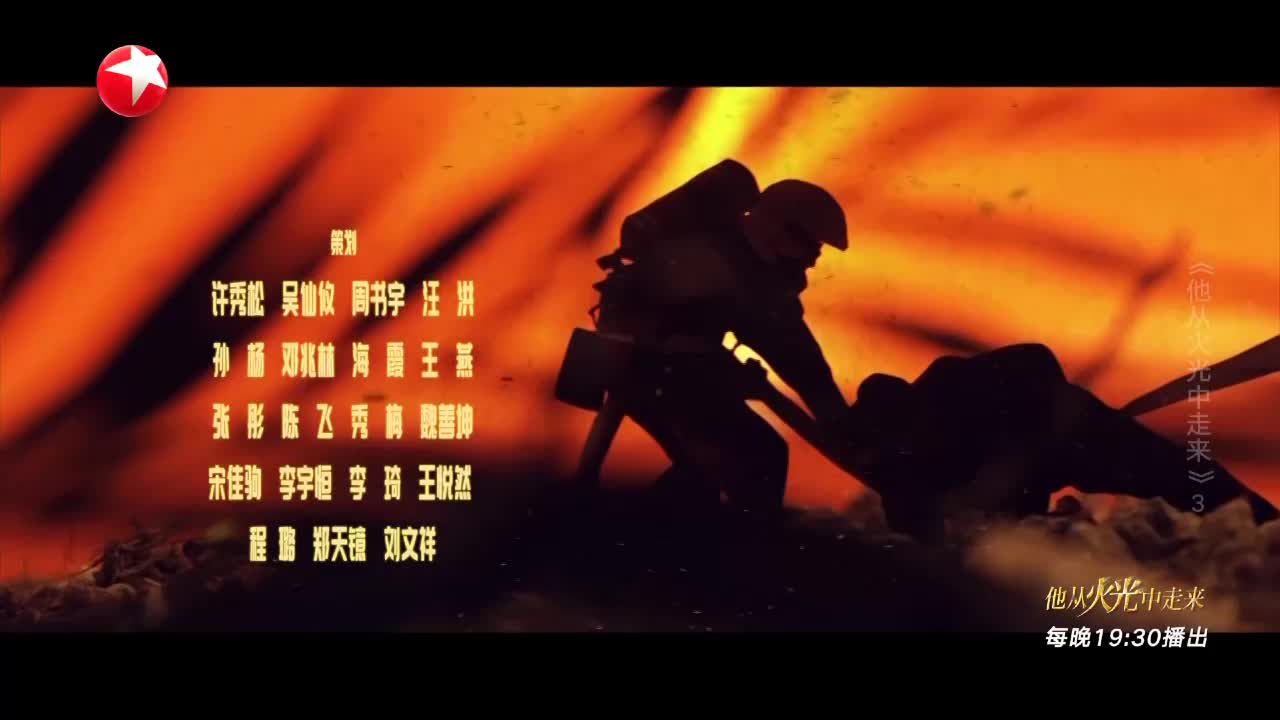 策划
许秀松 吴仙攸 周书宇 汪 洪
孙 杨 邓兆林 海 霞 王 燕
张 彤 陈 飞 秀 梅 魏善坤
宋佳驹 李宇恒 李 琦 王悦然
程 璐 郑天镱 刘文祥
《他从火光中走来》3
他从火光中走来
每晚19:30播出